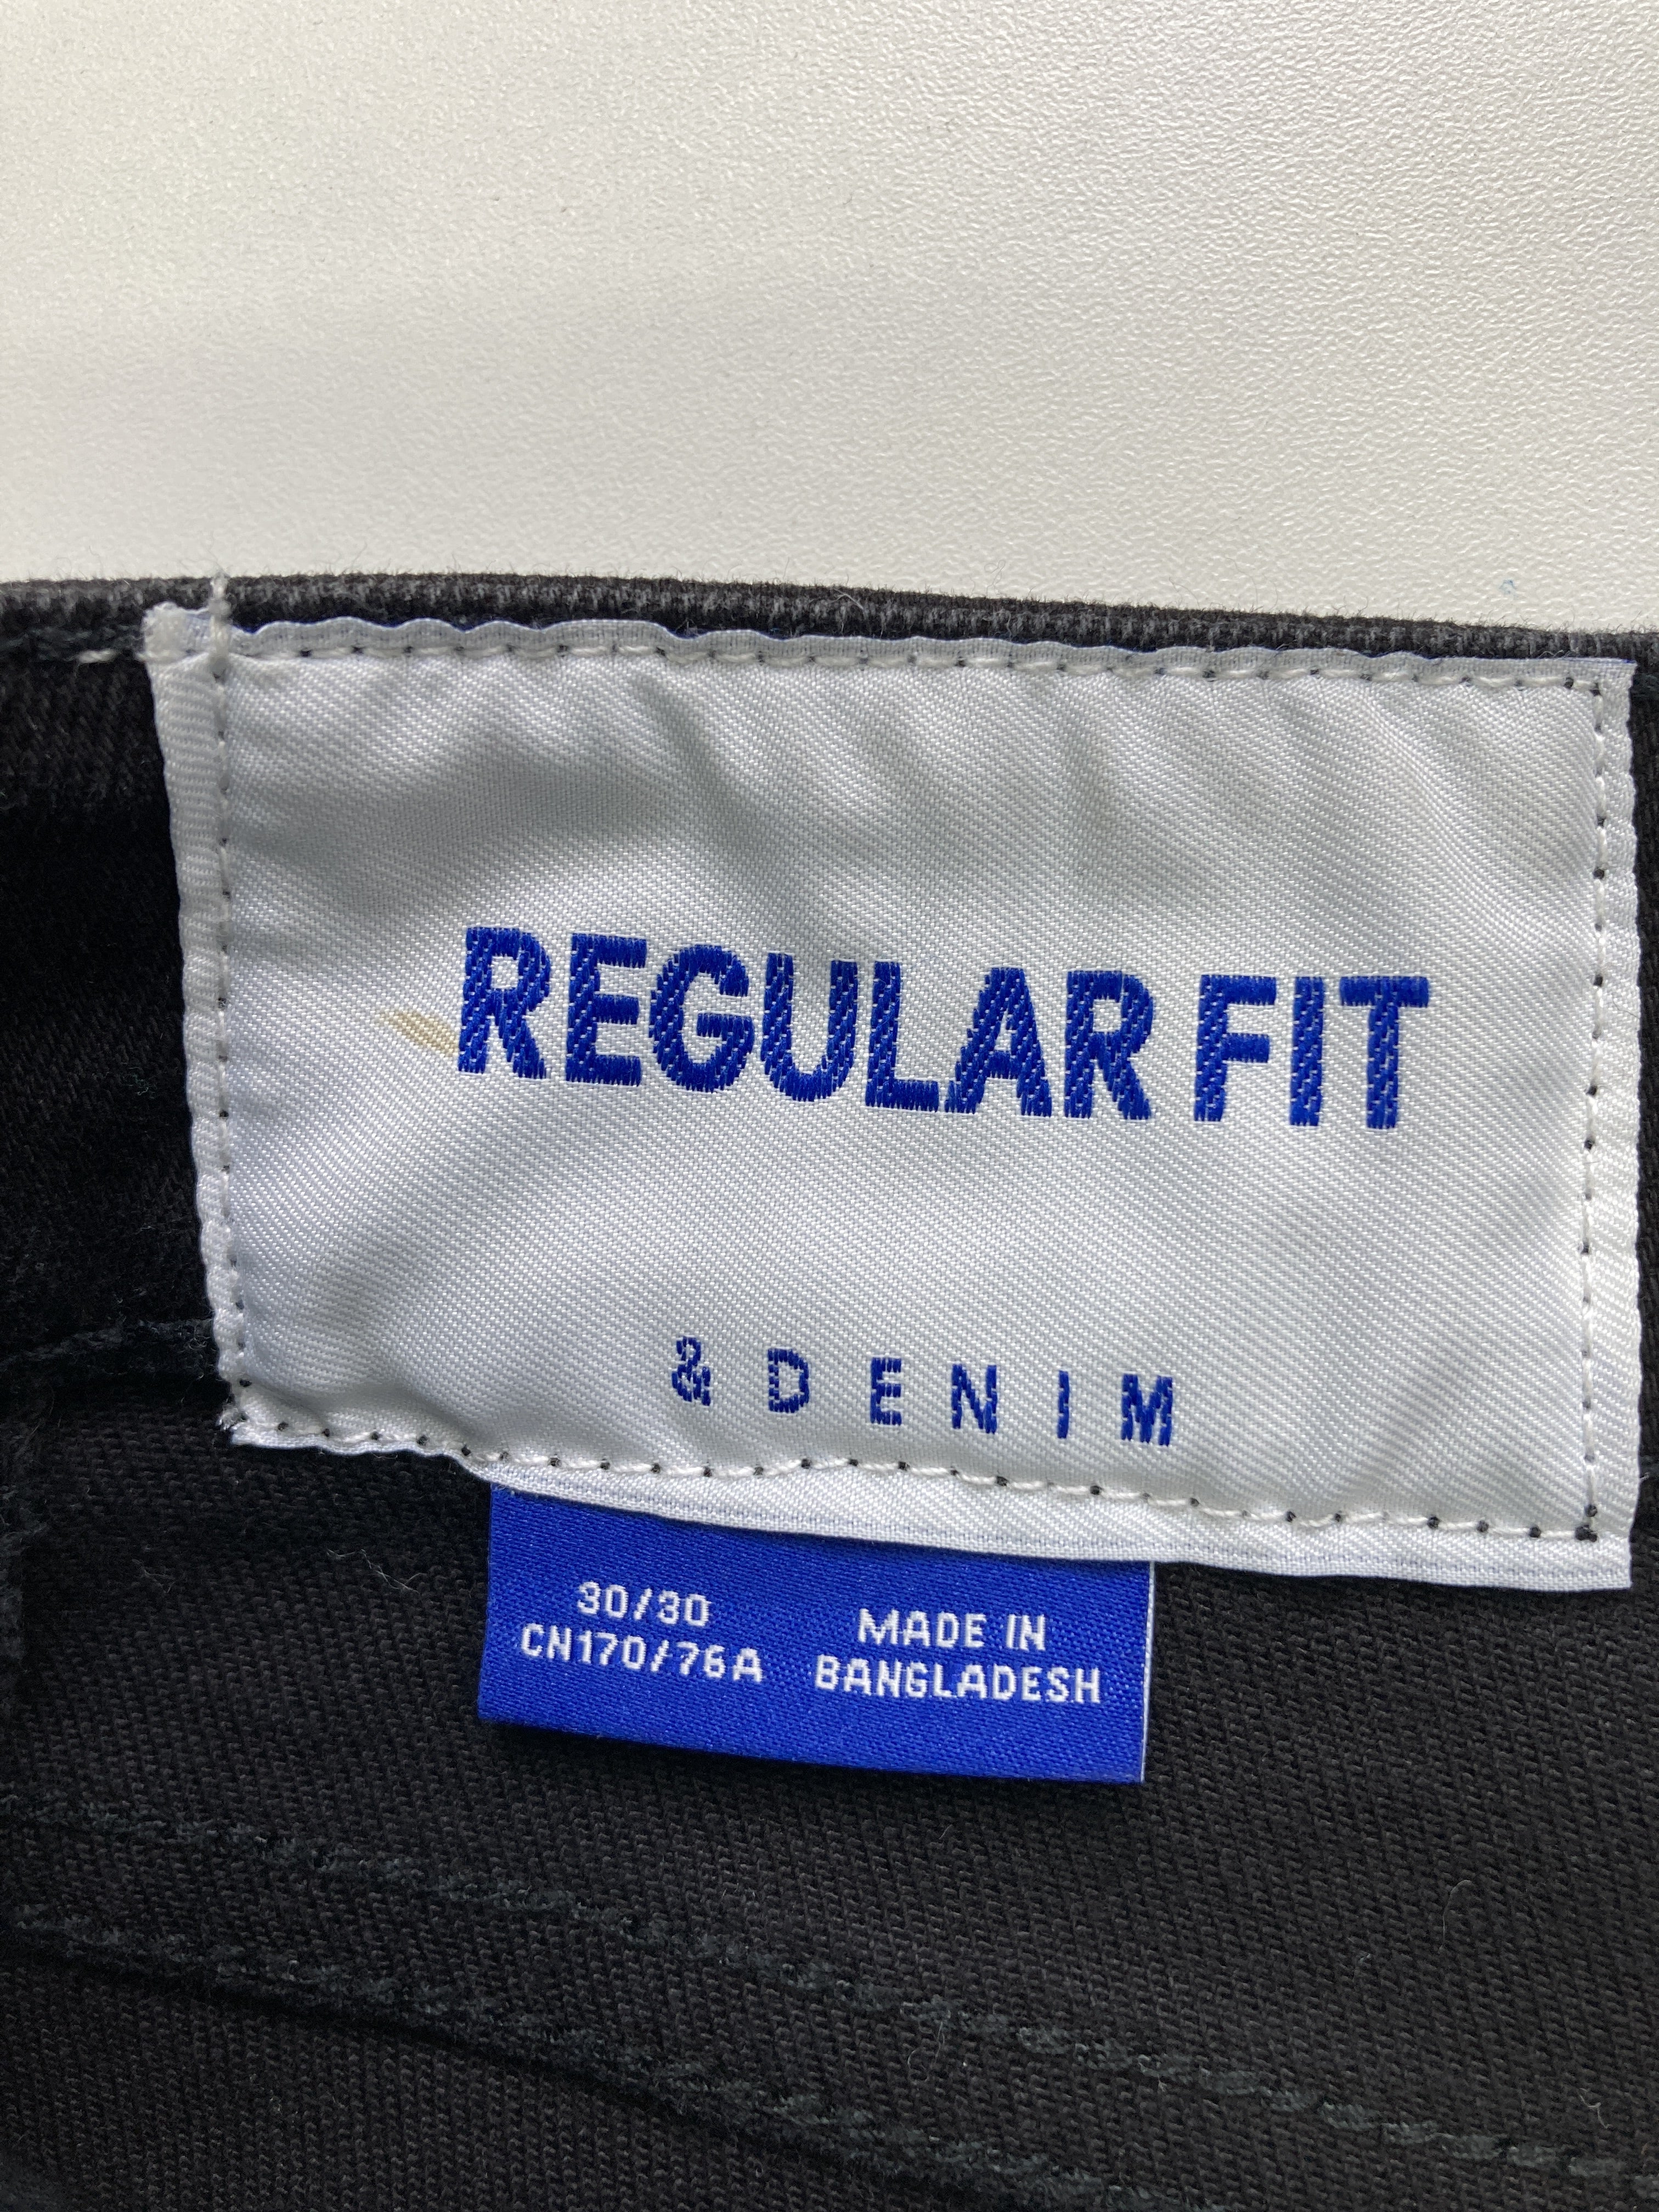 REGULAR FIT
& DENIM
30/30
CN170/76A
MADE IN
BANGLADESH